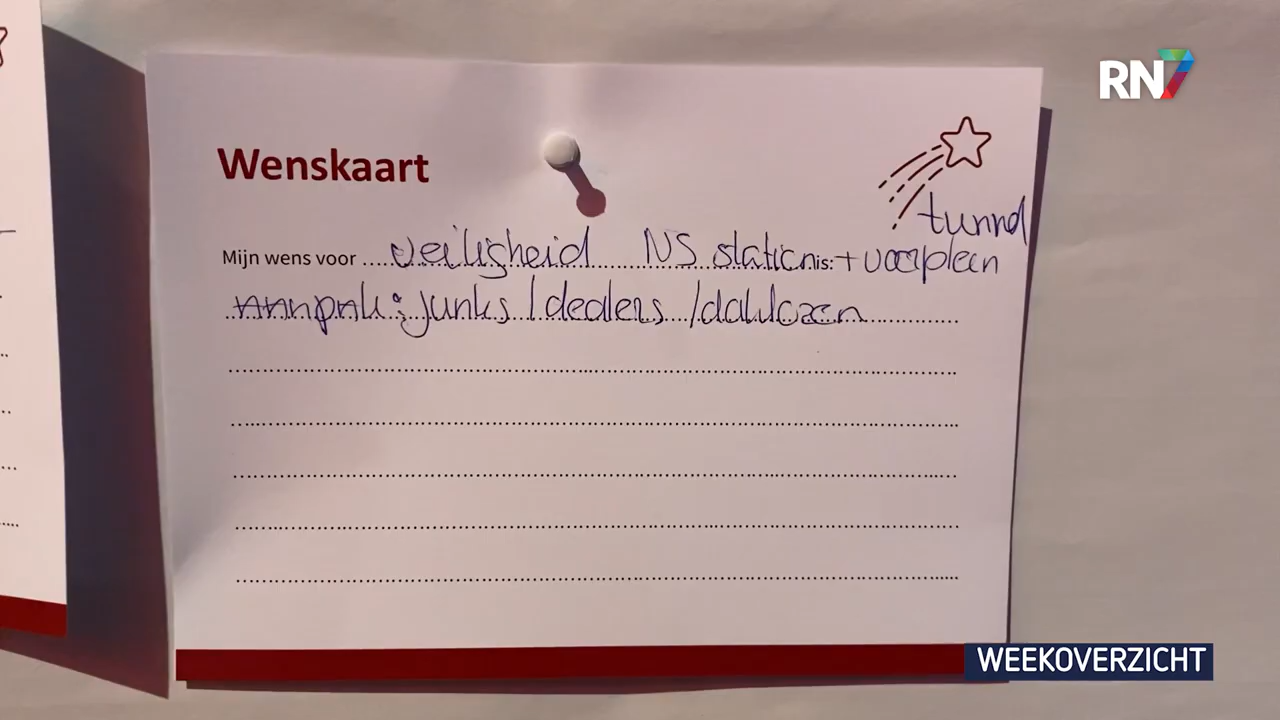 RN7
Wenskaart
tunnel
Mijn wens voor veiligheid NS station is: + voorplein
junks / dealers / daklozen
WEEKOVERZICHT